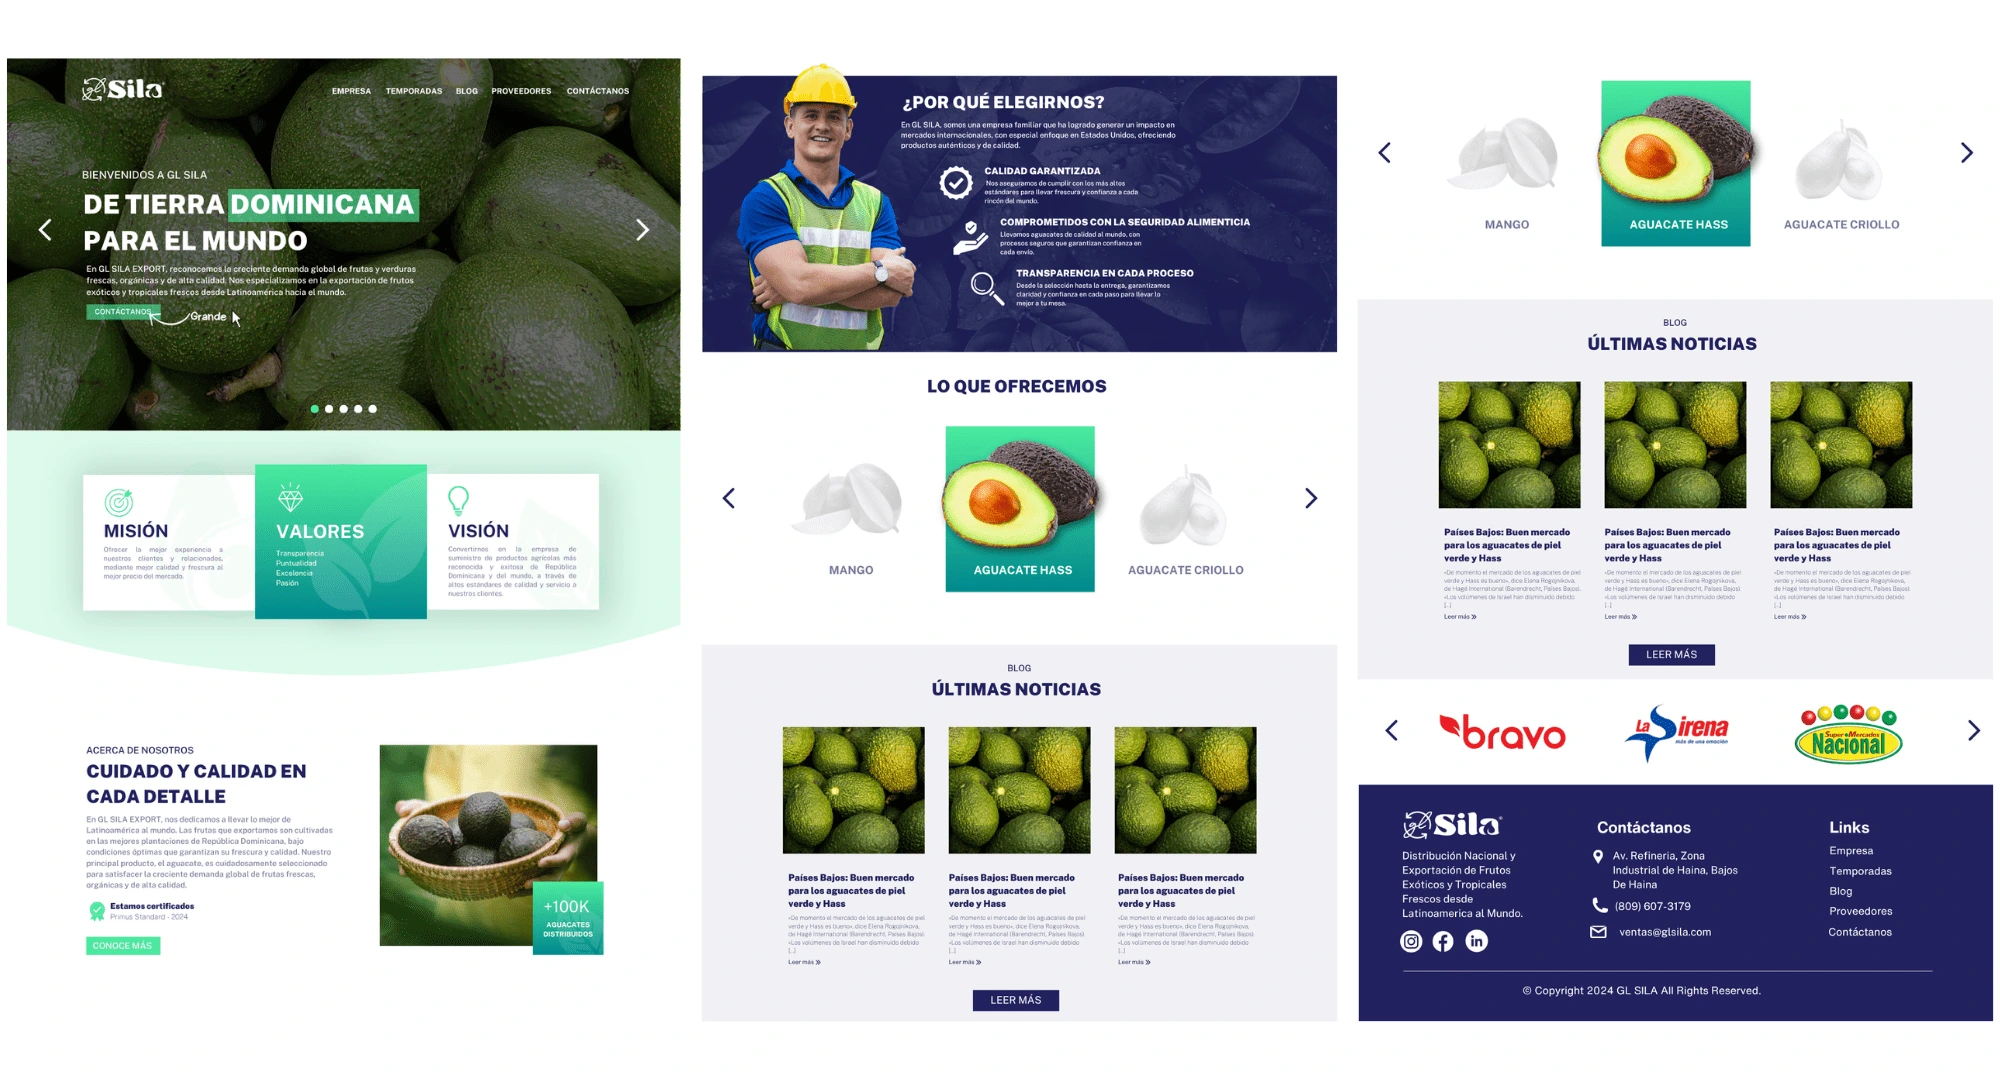 gl Sila
EMPRESA TEMPORADAS BLOG PROVEEDORES CONTÁCTANOS
BIENVENIDOS A GL SILA
DE TIERRA DOMINICANA
PARA EL MUNDO
En GL SILA EXPORT, reconocemos la creciente demanda global de frutas y verduras
frescas, orgánicas y de alta calidad. Nos especializamos en la exportación de frutos
exóticos y tropicales frescos desde Latinoamérica hacia el mundo.
CONTÁCTANOS
Grande
MISIÓN
Ofrecer la mejor experiencia a
nuestros clientes y relacionados,
mediante mejor calidad y frescura al
mejor precio del mercado.
VALORES
Transparencia
Puntualidad
Excelencia
Pasión
VISIÓN
Convertirnos en la empresa de
suministro de productos agrícolas más
reconocida y exitosa de República
Dominicana y del mundo, a través de
altos estándares de calidad y servicio a
nuestros clientes.
ACERCA DE NOSOTROS
CUIDADO Y CALIDAD EN
CADA DETALLE
En GL SILA EXPORT, nos dedicamos a llevar lo mejor de
Latinoamérica al mundo. Las frutas que exportamos son cultivadas
en las mejores plantaciones de República Dominicana, bajo
condiciones óptimas que garantizan su frescura y calidad. Nuestro
principal producto, el aguacate, es cuidadosamente seleccionado
para satisfacer la creciente demanda global de frutas frescas,
orgánicas y de alta calidad.
Estamos certificados
Primus Standard - 2024
CONOCE MÁS
+100K
AGUACATES
DISTRIBUIDOS
¿POR QUÉ ELEGIRNOS?
En GL SILA, somos una empresa familiar que ha logrado generar un impacto en
mercados internacionales, con especial enfoque en Estados Unidos, ofreciendo
productos auténticos y de calidad.
CALIDAD GARANTIZADA
Nos aseguramos de cumplir con los más altos
estándares para llevar frescura y confianza a cada
rincón del mundo.
COMPROMETIDOS CON LA SEGURIDAD ALIMENTICIA
Llevamos aguacates de calidad al mundo, con
procesos seguros que garantizan confianza en
cada envío.
TRANSPARENCIA EN CADA PROCESO
Desde la selección hasta la entrega, garantizamos
claridad y confianza en cada paso para llevar lo
mejor a tu mesa.
LO QUE OFRECEMOS
MANGO
AGUACATE HASS
AGUACATE CRIOLLO
BLOG
ÚLTIMAS NOTICIAS
Países Bajos: Buen mercado
para los aguacates de piel
verde y Hass
«De momento el mercado de los aguacates de piel
verde y Hass es bueno», dice Elena Rogojnikova,
de Hagé International (Barendrecht, Países Bajos).
«Los volúmenes de Israel han disminuido debido
[...]
Leer más »
Países Bajos: Buen mercado
para los aguacates de piel
verde y Hass
«De momento el mercado de los aguacates de piel
verde y Hass es bueno», dice Elena Rogojnikova,
de Hagé International (Barendrecht, Países Bajos).
«Los volúmenes de Israel han disminuido debido
[...]
Leer más »
Países Bajos: Buen mercado
para los aguacates de piel
verde y Hass
«De momento el mercado de los aguacates de piel
verde y Hass es bueno», dice Elena Rogojnikova,
de Hagé International (Barendrecht, Países Bajos).
«Los volúmenes de Israel han disminuido debido
[...]
Leer más »
LEER MÁS
MANGO
AGUACATE HASS
AGUACATE CRIOLLO
BLOG
ÚLTIMAS NOTICIAS
Países Bajos: Buen mercado
para los aguacates de piel
verde y Hass
«De momento el mercado de los aguacates de piel
verde y Hass es bueno», dice Elena Rogojnikova,
de Hagé International (Barendrecht, Países Bajos).
«Los volúmenes de Israel han disminuido debido
[...]
Leer más »
Países Bajos: Buen mercado
para los aguacates de piel
verde y Hass
«De momento el mercado de los aguacates de piel
verde y Hass es bueno», dice Elena Rogojnikova,
de Hagé International (Barendrecht, Países Bajos).
«Los volúmenes de Israel han disminuido debido
[...]
Leer más »
Países Bajos: Buen mercado
para los aguacates de piel
verde y Hass
«De momento el mercado de los aguacates de piel
verde y Hass es bueno», dice Elena Rogojnikova,
de Hagé International (Barendrecht, Países Bajos).
«Los volúmenes de Israel han disminuido debido
[...]
Leer más »
LEER MÁS
bravo
La Sirena
más de una emoción
Super Mercados
Nacional
gl Sila
Distribución Nacional y
Exportación de Frutos
Exóticos y Tropicales
Frescos desde
Latinoamerica al Mundo.
Contáctanos
Av. Refineria, Zona
Industrial de Haina, Bajos
De Haina
(809) 607-3179
ventas@glsila.com
Links
Empresa
Temporadas
Blog
Proveedores
Contáctanos
© Copyright 2024 GL SILA All Rights Reserved.